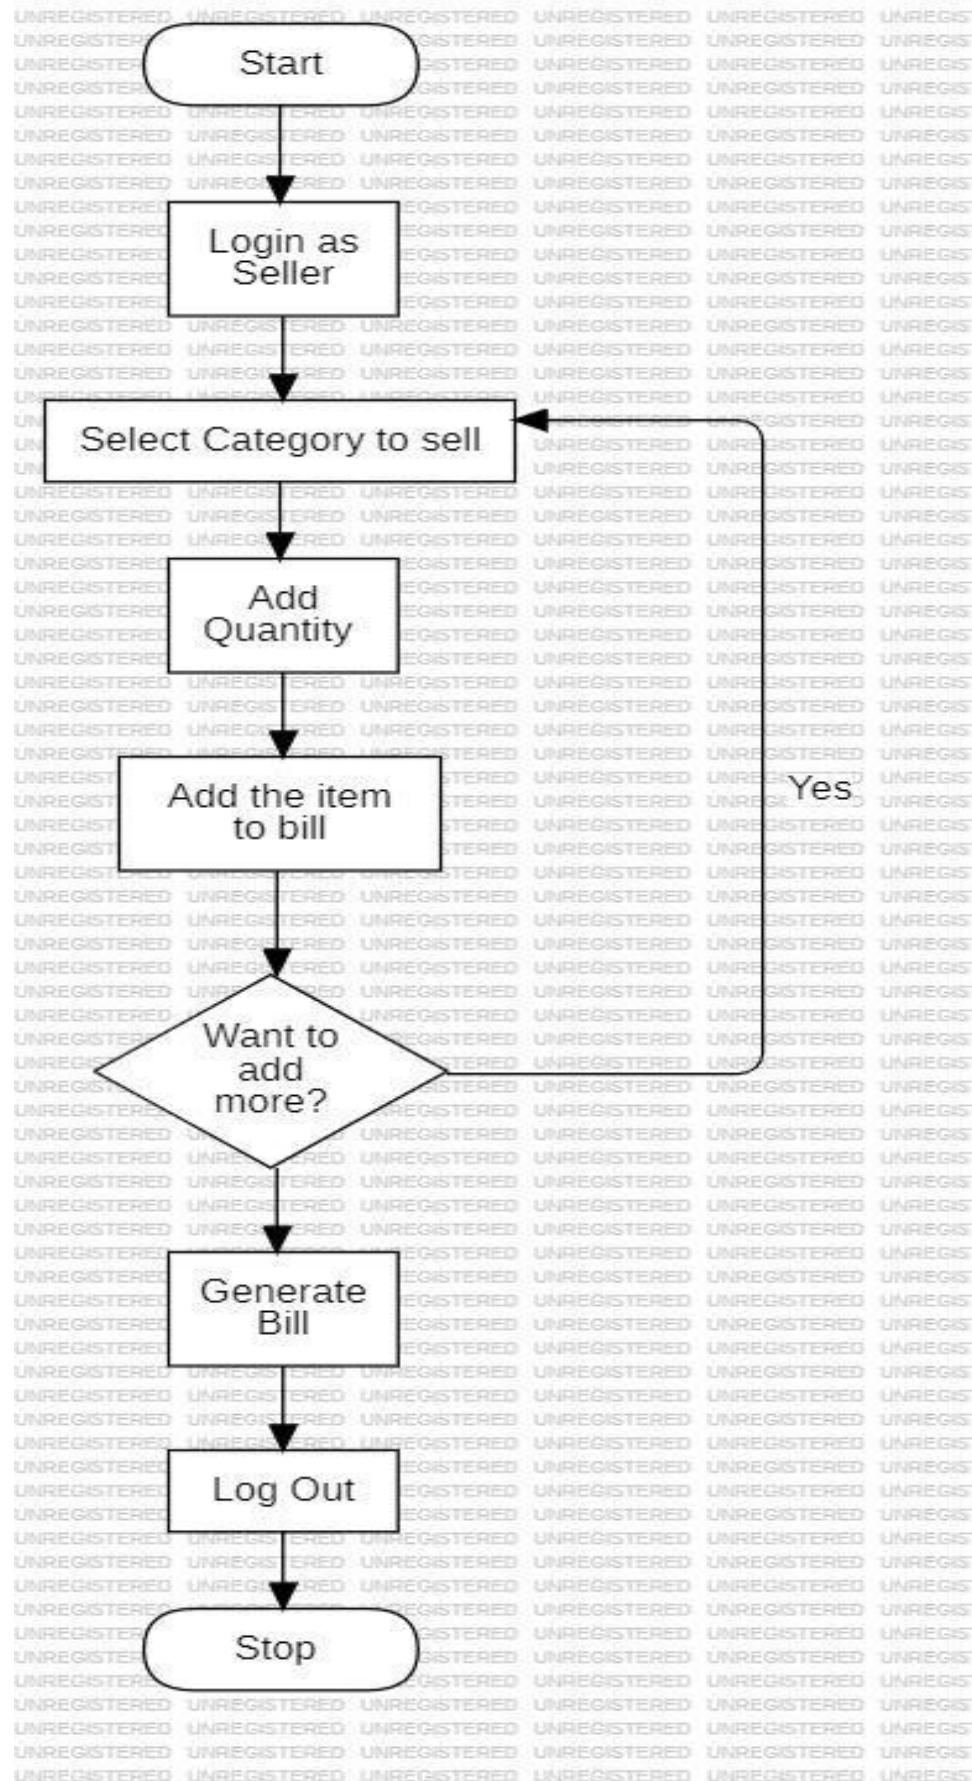 Start
Login as
Seller
Select Category to sell
Add
Quantity
Add the item
to bill
Yes
Want to
add
more?
Generate
Bill
Log Out
Stop
UNREGISTERED